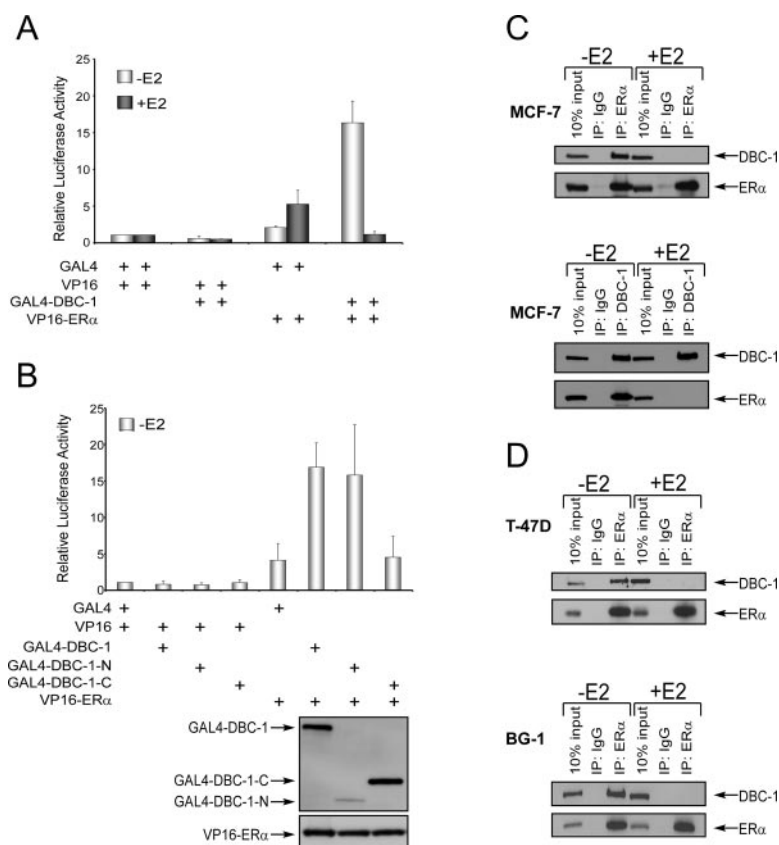 A
Relative Luciferase Activity
25
20
15
10
5
0
-E2
+E2
GAL4 + + + +
VP16 + + + +
GAL4-DBC-1 + + + +
VP16-ERα + + + +
B
Relative Luciferase Activity
25
20
15
10
5
0
-E2
GAL4 + +
VP16 + + + +
GAL4-DBC-1 + +
GAL4-DBC-1-N + +
GAL4-DBC-1-C + +
VP16-ERα + + + +
GAL4-DBC-1
GAL4-DBC-1-C
GAL4-DBC-1-N
VP16-ERα
C
-E2 +E2
MCF-7
10% input
IP: IgG
IP: ERα
10% input
IP: IgG
IP: ERα
DBC-1
ERα
-E2 +E2
MCF-7
10% input
IP: IgG
IP: DBC-1
10% input
IP: IgG
IP: DBC-1
DBC-1
ERα
D
-E2 +E2
T-47D
10% input
IP: IgG
IP: ERα
10% input
IP: IgG
IP: ERα
DBC-1
ERα
-E2 +E2
BG-1
10% input
IP: IgG
IP: ERα
10% input
IP: IgG
IP: ERα
DBC-1
ERα